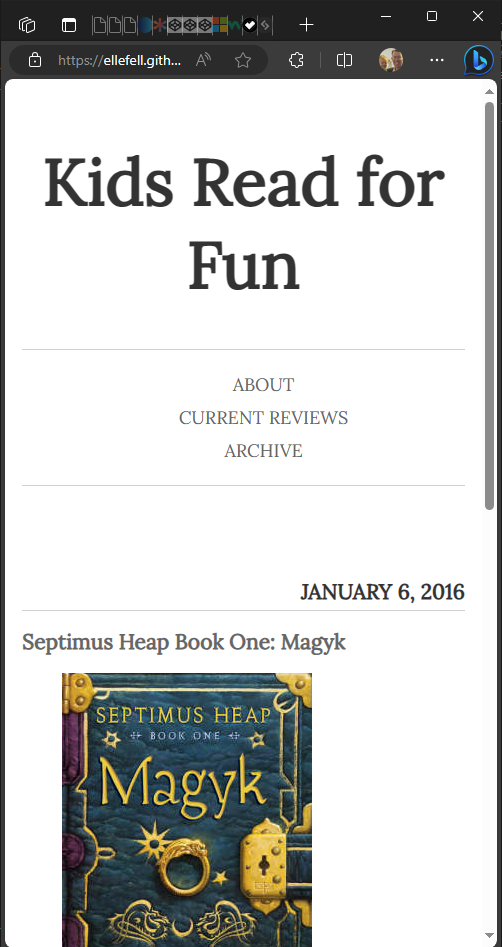 https://ellefell.gith...
Kids Read for
Fun
ABOUT
CURRENT REVIEWS
ARCHIVE
JANUARY 6, 2016
Septimus Heap Book One: Magyk
SEPTIMUS HEAP
BOOK ONE
Magyk